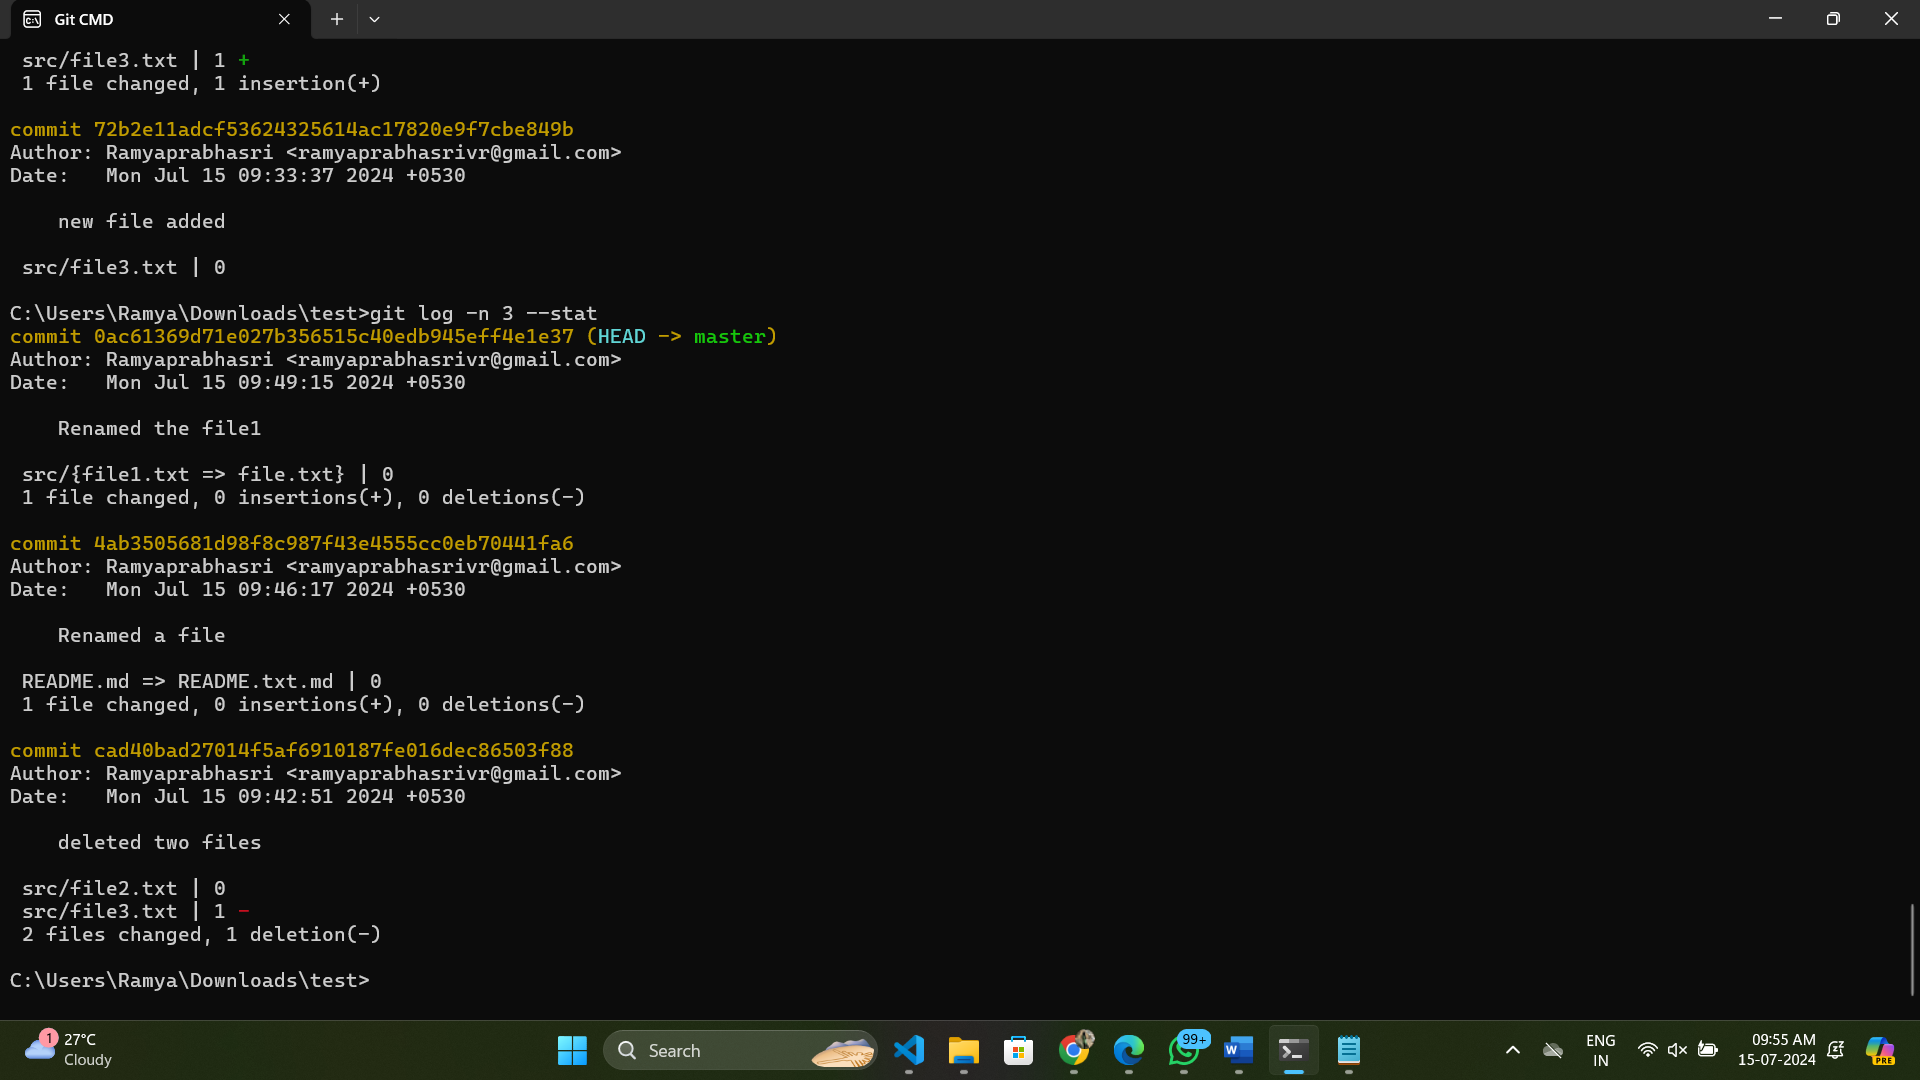 Git CMD
src/file3.txt | 1 +
1 file changed, 1 insertion(+)
commit 72b2e11adcf53624325614ac17820e9f7cbe849b
Author: Ramyaprabhasri <ramyaprabhasrivr@gmail.com>
Date:   Mon Jul 15 09:33:37 2024 +0530
new file added
src/file3.txt | 0
C:\Users\Ramya\Downloads\test>git log -n 3 --stat
commit 0ac61369d71e027b356515c40edb945eff4e1e37 (HEAD -> master)
Author: Ramyaprabhasri <ramyaprabhasrivr@gmail.com>
Date:   Mon Jul 15 09:49:15 2024 +0530
Renamed the file1
src/{file1.txt => file.txt} | 0
1 file changed, 0 insertions(+), 0 deletions(-)
commit 4ab3505681d98f8c987f43e4555cc0eb70441fa6
Author: Ramyaprabhasri <ramyaprabhasrivr@gmail.com>
Date:   Mon Jul 15 09:46:17 2024 +0530
Renamed a file
README.md => README.txt.md | 0
1 file changed, 0 insertions(+), 0 deletions(-)
commit cad40bad27014f5af6910187fe016dec86503f88
Author: Ramyaprabhasri <ramyaprabhasrivr@gmail.com>
Date:   Mon Jul 15 09:42:51 2024 +0530
deleted two files
src/file2.txt | 0
src/file3.txt | 1 -
2 files changed, 1 deletion(-)
C:\Users\Ramya\Downloads\test>
1
27°C
Cloudy
Search
99+
W
ENG
IN
09:55 AM
15-07-2024
PRE